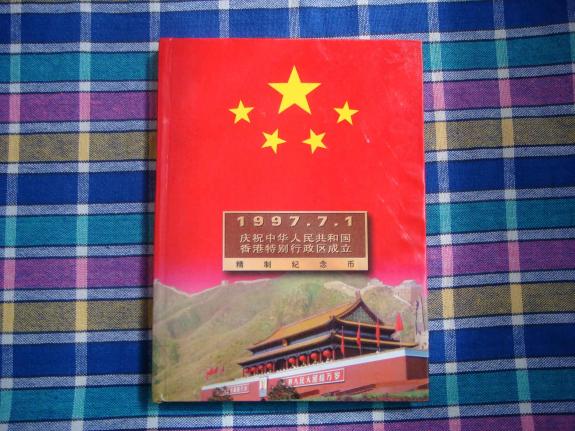 1997.7.1
庆祝中华人民共和国
香港特别行政区成立
精制纪念币